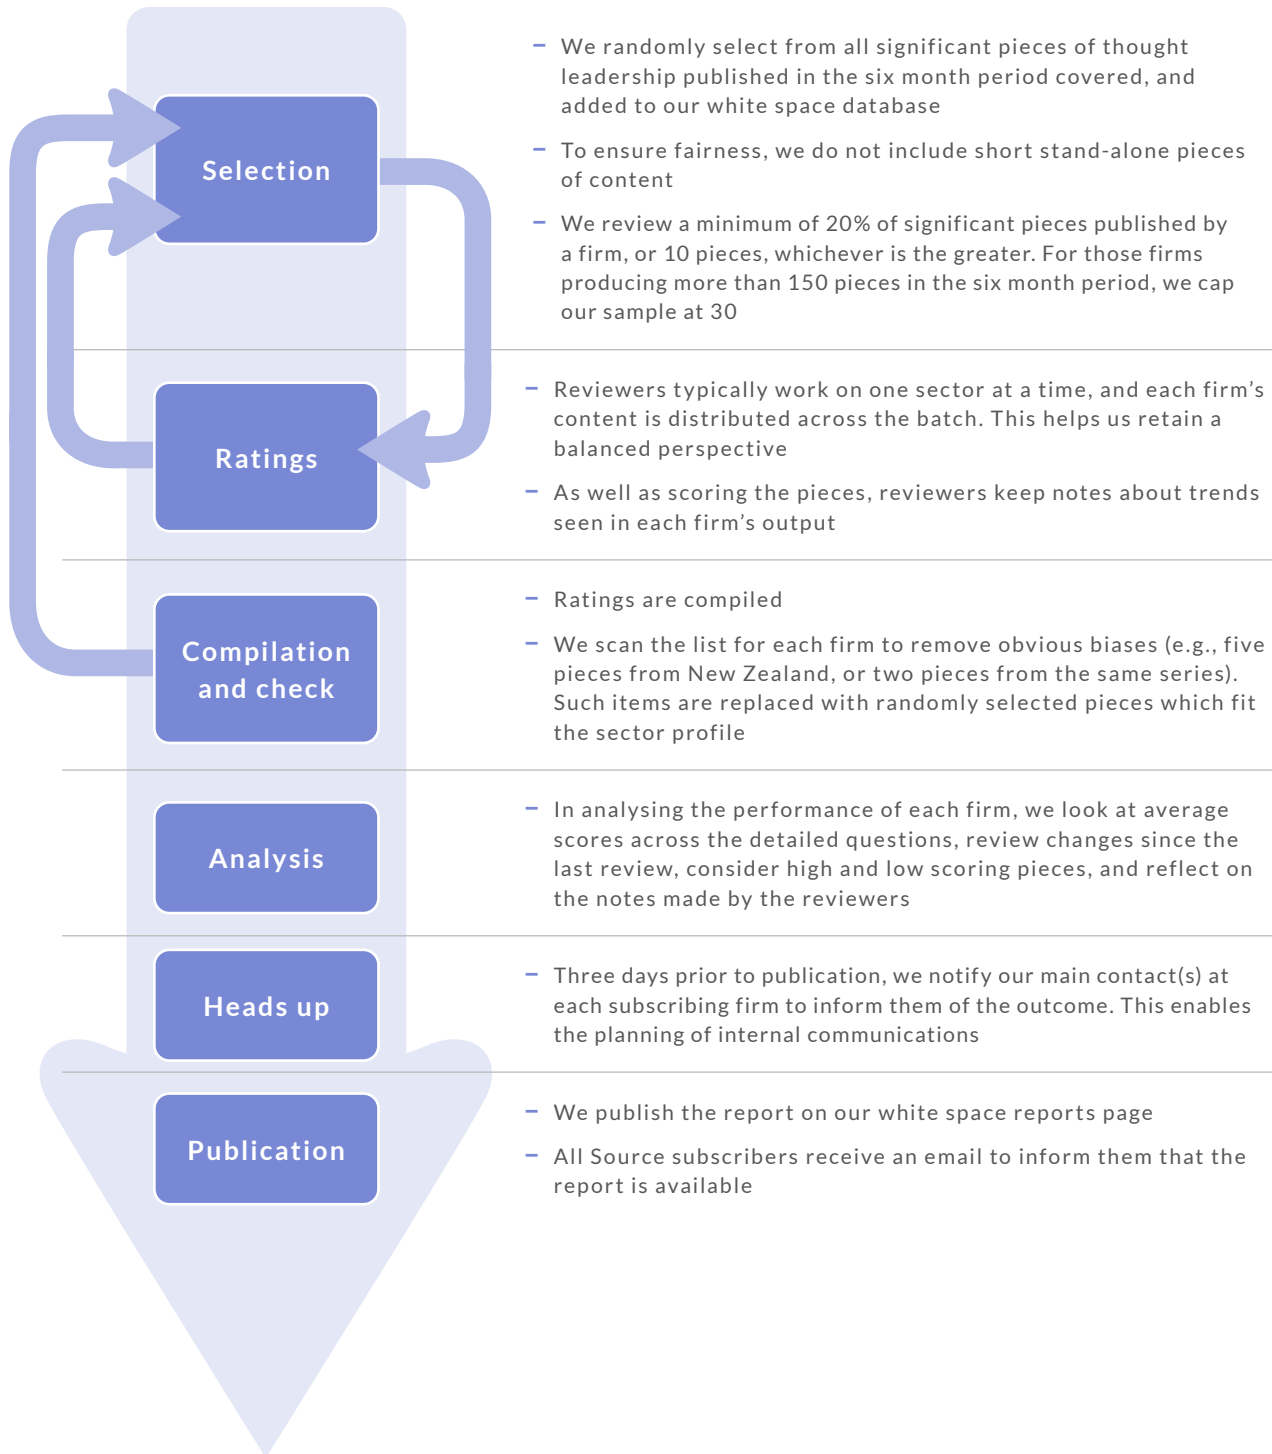 Selection
– We randomly select from all significant pieces of thought
leadership published in the six month period covered, and
added to our white space database
– To ensure fairness, we do not include short stand-alone pieces
of content
– We review a minimum of 20% of significant pieces published by
a firm, or 10 pieces, whichever is the greater. For those firms
producing more than 150 pieces in the six month period, we cap
our sample at 30
Ratings
– Reviewers typically work on one sector at a time, and each firm’s
content is distributed across the batch. This helps us retain a
balanced perspective
– As well as scoring the pieces, reviewers keep notes about trends
seen in each firm’s output
Compilation
and check
– Ratings are compiled
– We scan the list for each firm to remove obvious biases (e.g., five
pieces from New Zealand, or two pieces from the same series).
Such items are replaced with randomly selected pieces which fit
the sector profile
Analysis
– In analysing the performance of each firm, we look at average
scores across the detailed questions, review changes since the
last review, consider high and low scoring pieces, and reflect on
the notes made by the reviewers
Heads up
– Three days prior to publication, we notify our main contact(s) at
each subscribing firm to inform them of the outcome. This enables
the planning of internal communications
Publication
– We publish the report on our white space reports page
– All Source subscribers receive an email to inform them that the
report is available